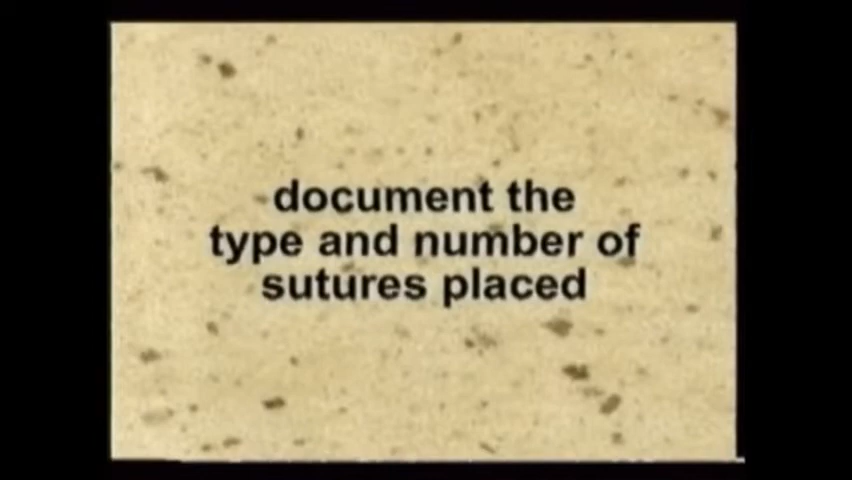 document the
type and number of
sutures placed